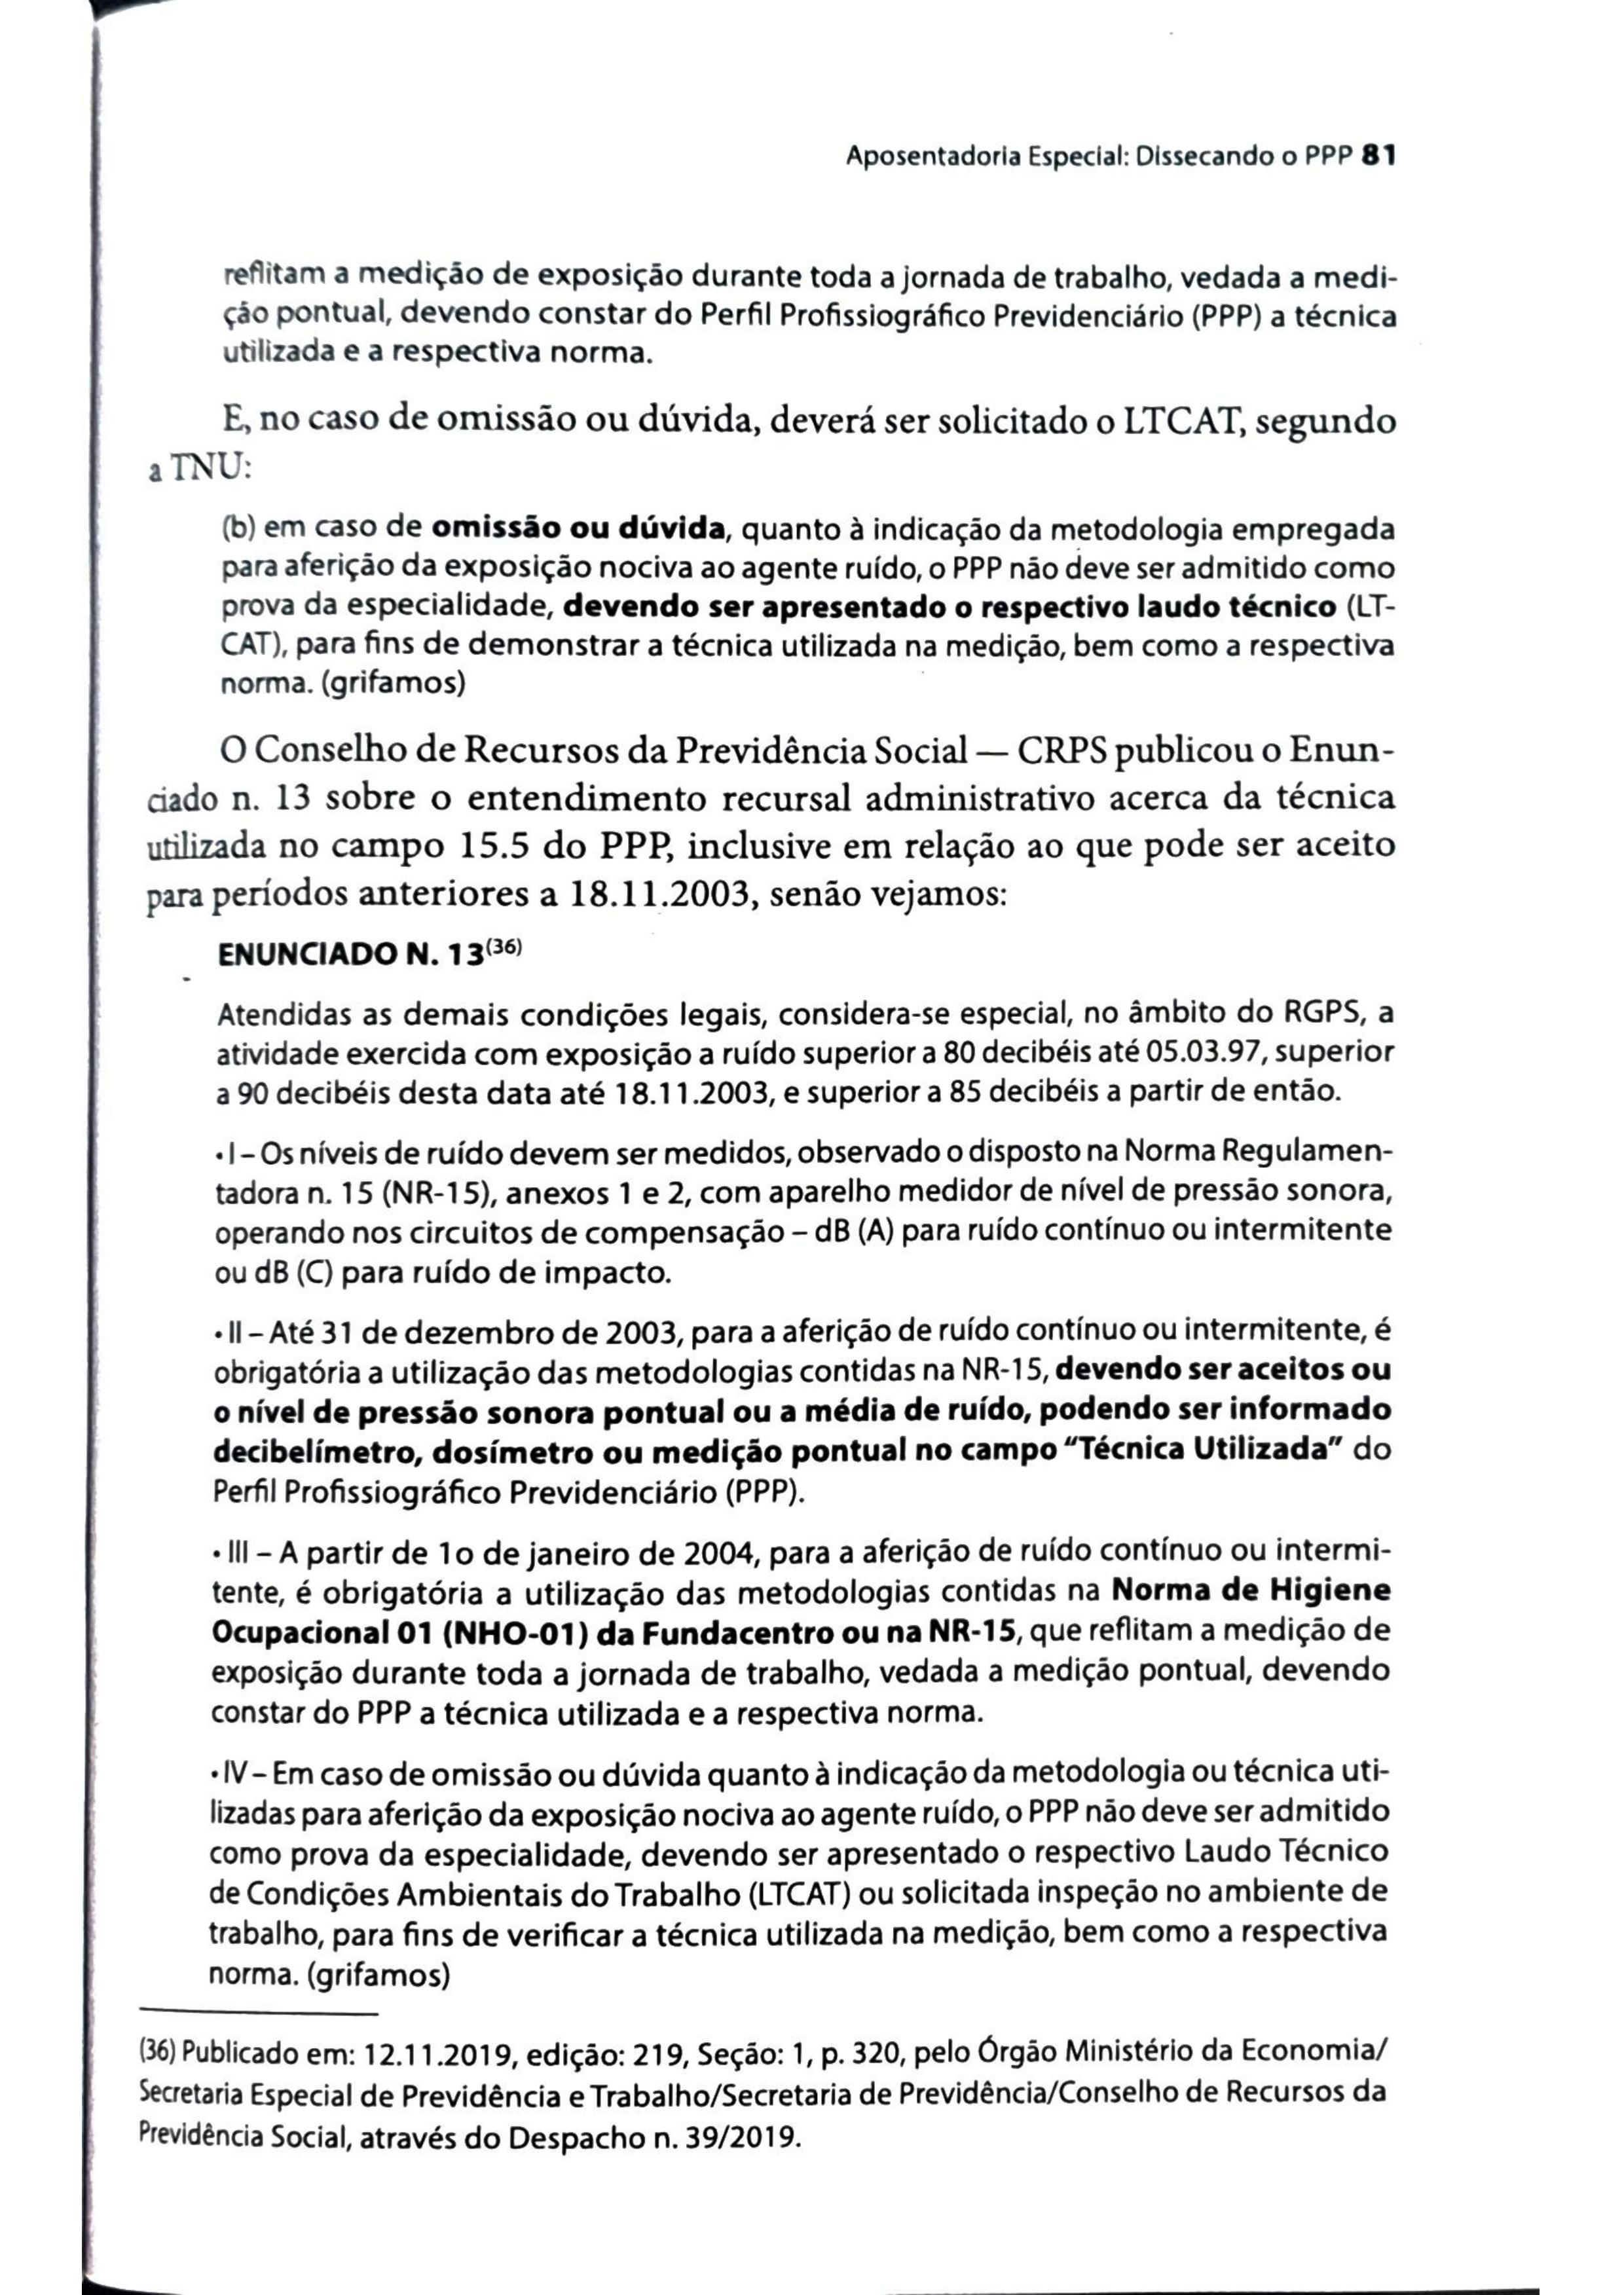 Aposentadoria Especial: Dissecando o PPP 81
reflitam a medição de exposição durante toda a jornada de trabalho, vedada a medi-
ção pontual, devendo constar do Perfil Profissiográfico Previdenciário (PPP) a técnica
utilizada e a respectiva norma.
E, no caso de omissão ou dúvida, deverá ser solicitado o LTCAT, segundo
a TNU:
(b) em caso de omissão ou dúvida, quanto à indicação da metodologia empregada
para aferição da exposição nociva ao agente ruído, o PPP não deve ser admitido como
prova da especialidade, devendo ser apresentado o respectivo laudo técnico (LT-
CAT), para fins de demonstrar a técnica utilizada na medição, bem como a respectiva
norma. (grifamos)
O Conselho de Recursos da Previdência Social — CRPS publicou o Enun-
ciado n. 13 sobre o entendimento recursal administrativo acerca da técnica
utilizada no campo 15.5 do PPP, inclusive em relação ao que pode ser aceito
para períodos anteriores a 18.11.2003, senão vejamos:
ENUNCIADO N. 13(36)
Atendidas as demais condições legais, considera-se especial, no âmbito do RGPS, a
atividade exercida com exposição a ruído superior a 80 decibéis até 05.03.97, superior
a 90 decibéis desta data até 18.11.2003, e superior a 85 decibéis a partir de então.
• I – Os níveis de ruído devem ser medidos, observado o disposto na Norma Regulamen-
tadora n. 15 (NR-15), anexos 1 e 2, com aparelho medidor de nível de pressão sonora,
operando nos circuitos de compensação – dB (A) para ruído contínuo ou intermitente
ou dB (C) para ruído de impacto.
• II – Até 31 de dezembro de 2003, para a aferição de ruído contínuo ou intermitente, é
obrigatória a utilização das metodologias contidas na NR-15, devendo ser aceitos ou
o nível de pressão sonora pontual ou a média de ruído, podendo ser informado
decibelímetro, dosímetro ou medição pontual no campo “Técnica Utilizada” do
Perfil Profissiográfico Previdenciário (PPP).
• III – A partir de 1o de janeiro de 2004, para a aferição de ruído contínuo ou intermi-
tente, é obrigatória a utilização das metodologias contidas na Norma de Higiene
Ocupacional 01 (NHO-01) da Fundacentro ou na NR-15, que reflitam a medição de
exposição durante toda a jornada de trabalho, vedada a medição pontual, devendo
constar do PPP a técnica utilizada e a respectiva norma.
• IV – Em caso de omissão ou dúvida quanto à indicação da metodologia ou técnica uti-
lizadas para aferição da exposição nociva ao agente ruído, o PPP não deve ser admitido
como prova da especialidade, devendo ser apresentado o respectivo Laudo Técnico
de Condições Ambientais do Trabalho (LTCAT) ou solicitada inspeção no ambiente de
trabalho, para fins de verificar a técnica utilizada na medição, bem como a respectiva
norma. (grifamos)
(36) Publicado em: 12.11.2019, edição: 219, Seção: 1, p. 320, pelo Órgão Ministério da Economia/
Secretaria Especial de Previdência e Trabalho/Secretaria de Previdência/Conselho de Recursos da
Previdência Social, através do Despacho n. 39/2019.